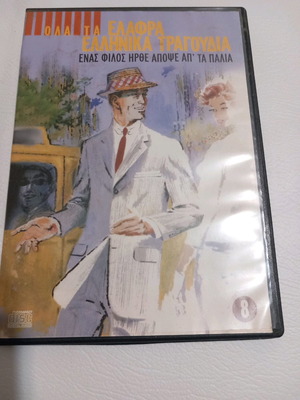 ΟΛΑ ΤΑ ΕΛΑΦΡΑ
ΕΛΛΗΝΙΚΑ ΤΡΑΓΟΥΔΙΑ
ΕΝΑΣ ΦΙΛΟΣ ΗΡΘΕ ΑΠΟΨΕ ΑΠ' ΤΑ ΠΑΛΙΑ
8